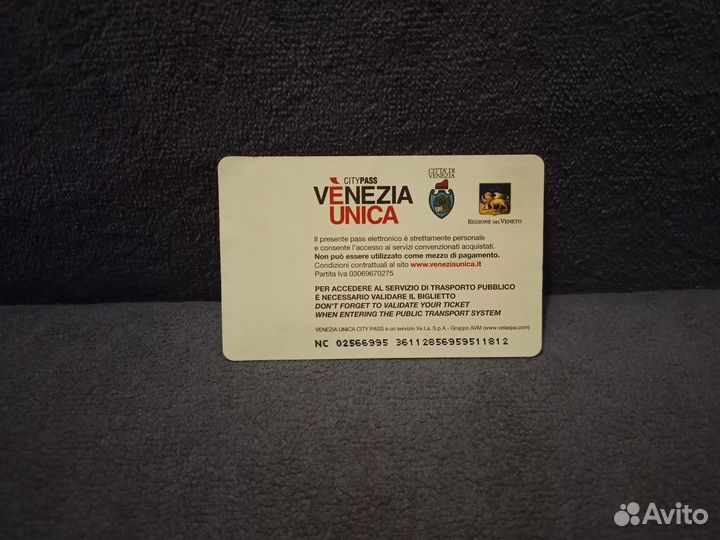 CITYPASS
VÈNEZIA
UNICA
CITTA' DI
VENEZIA
REGIONE DEL VENETO
Il presente pass elettronico è strettamente personale
e consente l'accesso ai servizi convenzionati acquistati.
Non può essere utilizzato come mezzo di pagamento.
Condizioni contrattuali al sito www.veneziaunica.it
Partita Iva 03069670275
PER ACCEDERE AL SERVIZIO DI TRASPORTO PUBBLICO
È NECESSARIO VALIDARE IL BIGLIETTO
DON'T FORGET TO VALIDATE YOUR TICKET
WHEN ENTERING THE PUBLIC TRANSPORT SYSTEM
VENEZIA UNICA CITY PASS è un servizio Ve.La. S.p.A - Gruppo AVM (www.velaspa.com)
NC 02566995 36112856959511812
Avito